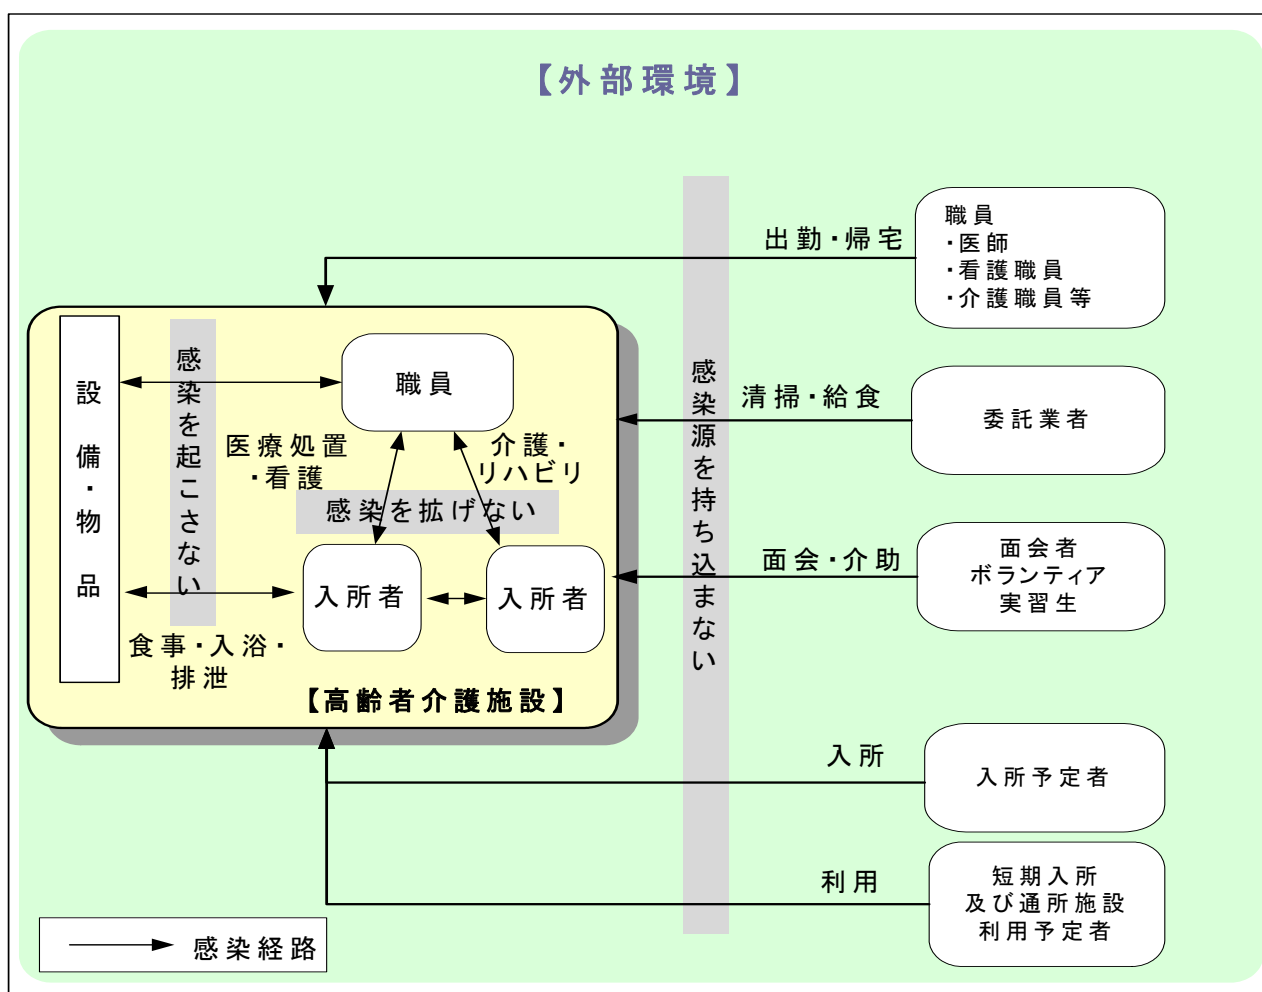 【外部環境】
出勤・帰宅
職員
・医師
・看護職員
・介護職員等
感染源を持ち込まない
清掃・給食
委託業者
面会・介助
面会者
ボランティア
実習生
入所
入所予定者
利用
短期入所
及び通所施設
利用予定者
設備・物品
感染を起こさない
職員
医療処置
・看護
介護・
リハビリ
感染を拡げない
入所者
入所者
食事・入浴・
排泄
【高齢者介護施設】
感染経路